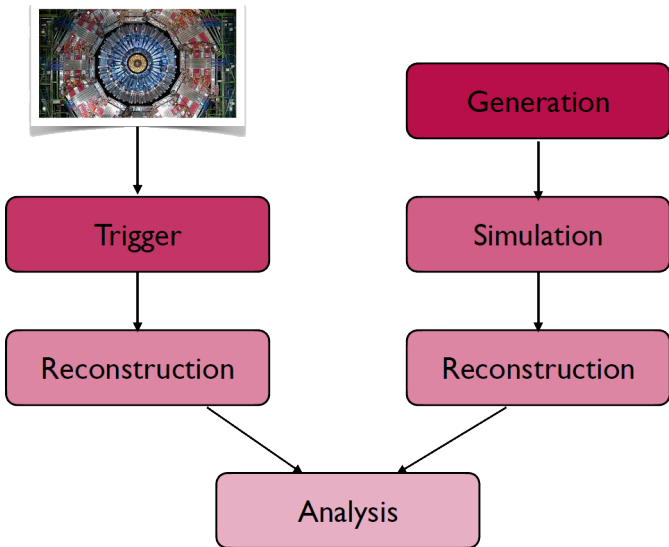 Generation
Trigger
Simulation
Reconstruction
Reconstruction
Analysis